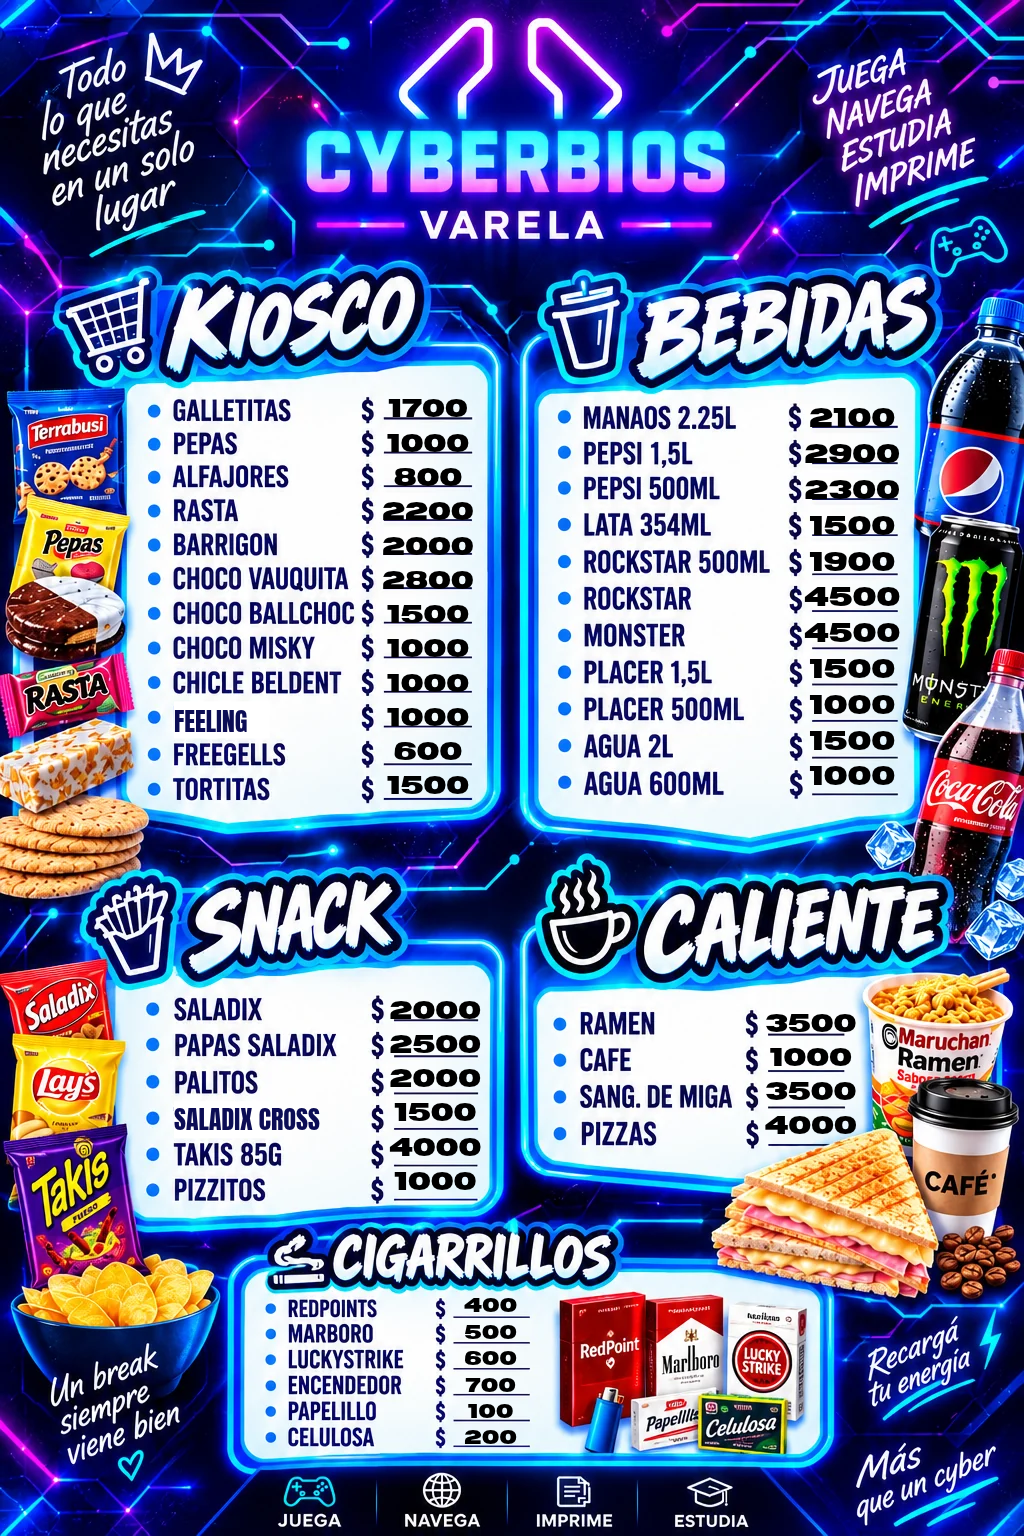 Todo
lo que
necesitas
en un solo
lugar
CYBERBIOS
VARELA
JUEGA
NAVEGA
ESTUDIA
IMPRIME
KIOSCO
GALLETITAS $ 1700
PEPAS $ 1000
ALFAJORES $ 800
RASTA $ 2200
BARRIGON $ 2000
CHOCO VAUQUITA $ 2800
CHOCO BALLCHOC $ 1500
CHOCO MISKY $ 1000
CHICLE BELDENT $ 1000
FEELING $ 1000
FREEGELLS $ 600
TORTITAS $ 1500
Terrabusi
Pepas
RASTA
BEBIDAS
MANAOS 2.25L $ 2100
PEPSI 1,5L $ 2900
PEPSI 500ML $ 2300
LATA 354ML $ 1500
ROCKSTAR 500ML $ 1900
ROCKSTAR $ 4500
MONSTER $ 4500
PLACER 1,5L $ 1500
PLACER 500ML $ 1000
AGUA 2L $ 1500
AGUA 600ML $ 1000
MONST
ENER
Coca-Cola
SNACK
SALADIX $ 2000
PAPAS SALADIX $ 2500
PALITOS $ 2000
SALADIX CROSS $ 1500
TAKIS 85G $ 4000
PIZZITOS $ 1000
Saladix
Lay's
Takis
FUEGO
CALIENTE
RAMEN $ 3500
CAFE $ 1000
SANG. DE MIGA $ 3500
PIZZAS $ 4000
Maruchan
Ramen
CAFÉ
CIGARRILLOS
REDPOINTS $ 400
MARBORO $ 500
LUCKYSTRIKE $ 600
ENCENDEDOR $ 700
PAPELILLO $ 100
CELULOSA $ 200
RedPoint
Marlboro
LUCKY
STRIKE
Papelillo
Celulosa
Un break
siempre
viene bien
Recargá
tu energía
Más
que un cyber
JUEGA
NAVEGA
IMPRIME
ESTUDIA